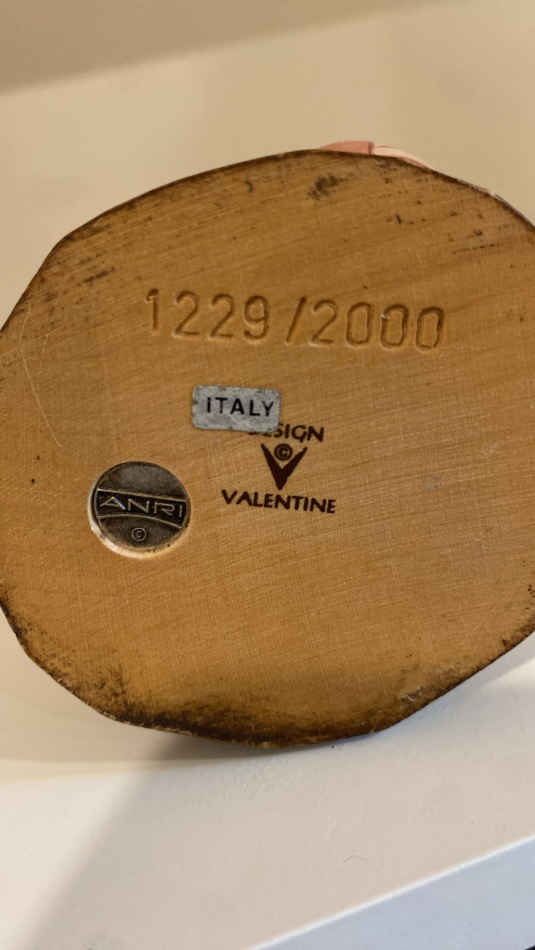 1229/2000
ITALY
DESIGN
©
VALENTINE
ANRI
©